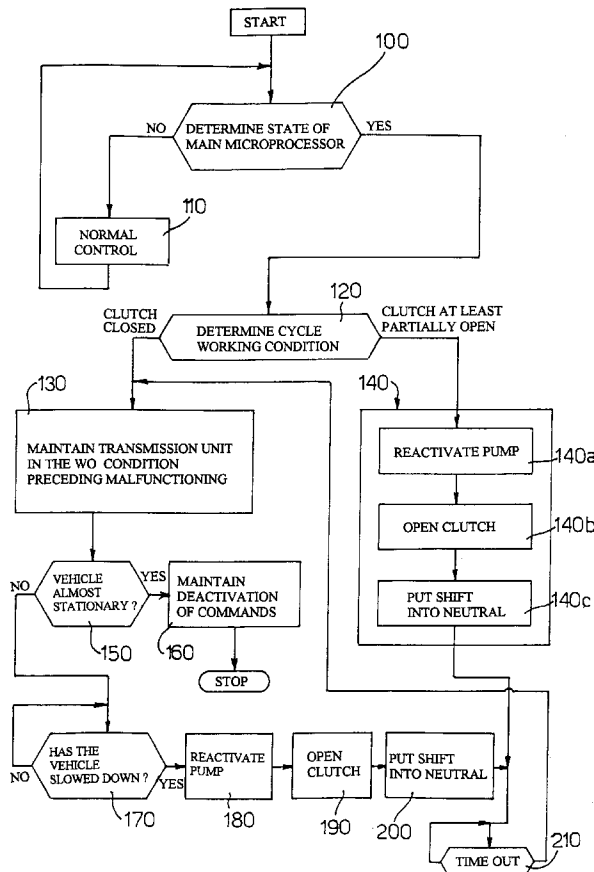 START
100
NO
DETERMINE STATE OF
MAIN MICROPROCESSOR
YES
110
NORMAL
CONTROL
120
CLUTCH
CLOSED
DETERMINE CYCLE
WORKING CONDITION
CLUTCH AT LEAST
PARTIALLY OPEN
130
MAINTAIN TRANSMISSION UNIT
IN THE WO CONDITION
PRECEDING MALFUNCTIONING
140
REACTIVATE PUMP
140a
OPEN CLUTCH
140b
PUT SHIFT
INTO NEUTRAL
140c
NO
VEHICLE
ALMOST
STATIONARY ?
YES
150
MAINTAIN
DEACTIVATION
OF COMMANDS
160
STOP
HAS THE
VEHICLE
SLOWED DOWN ?
NO
YES
170
REACTIVATE
PUMP
180
OPEN
CLUTCH
190
PUT SHIFT
INTO NEUTRAL
200
TIME OUT
210